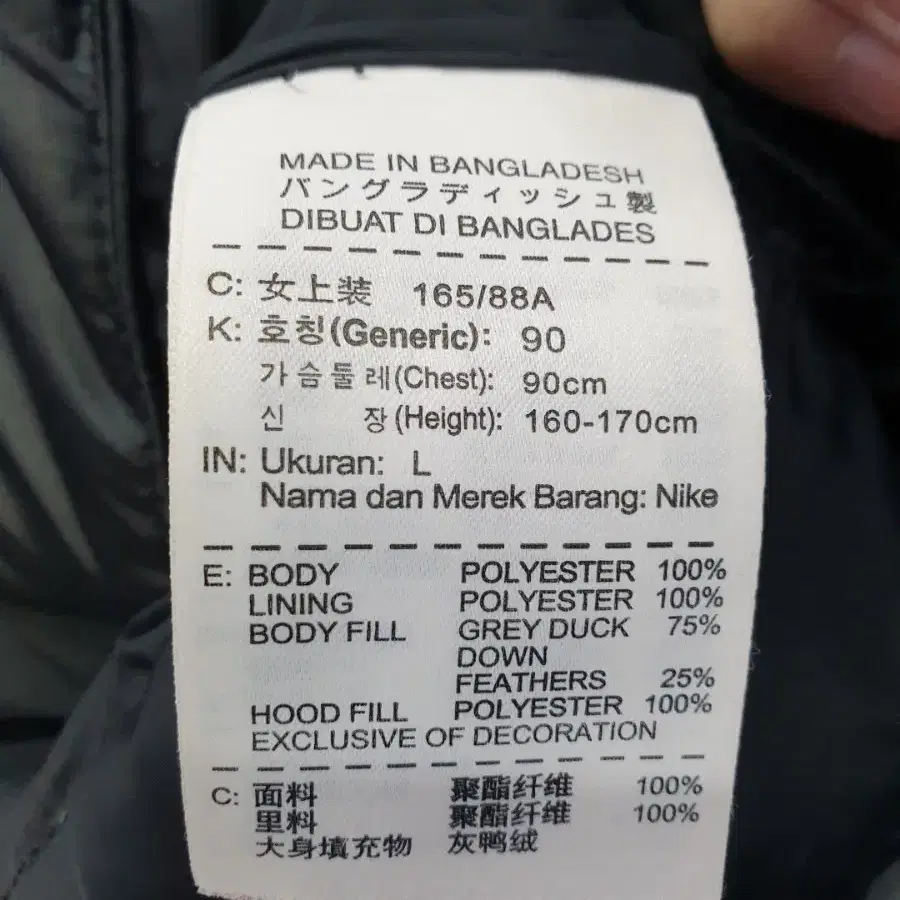 MADE IN BANGLADESH
バングラディッシュ製
DIBUAT DI BANGLADES
C: 女上装 165/88A
K: 호칭(Generic): 90
가슴둘레(Chest): 90cm
신 장(Height): 160-170cm
IN: Ukuran: L
Nama dan Merek Barang: Nike
E: BODY POLYESTER 100%
LINING POLYESTER 100%
BODY FILL GREY DUCK 75%
DOWN
FEATHERS 25%
HOOD FILL POLYESTER 100%
EXCLUSIVE OF DECORATION
C: 面料 聚酯纤维 100%
里料 聚酯纤维 100%
大身填充物 灰鸭绒